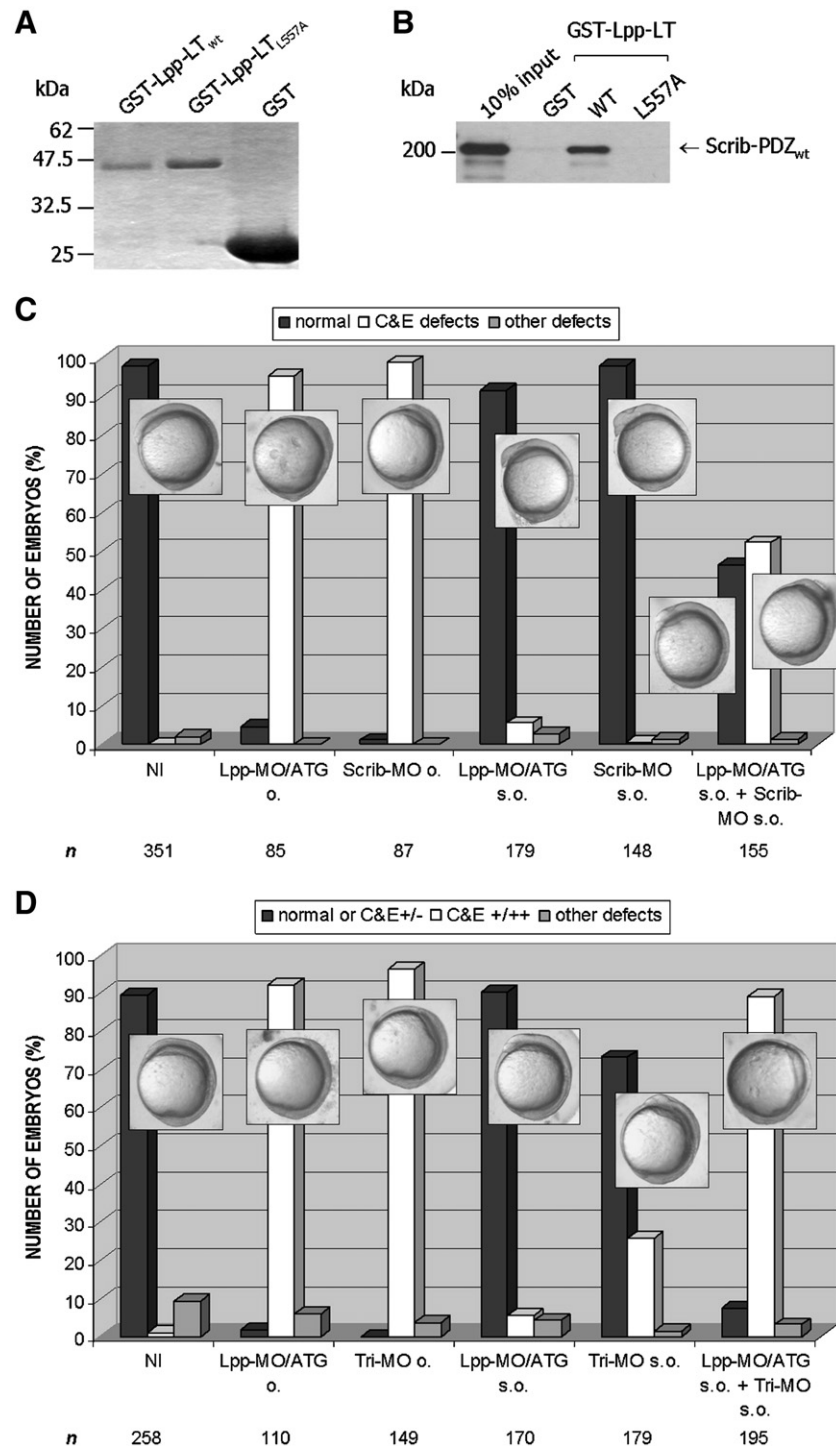 A
GST-Lpp-LTwt
GST-Lpp-LTL557A
GST
kDa
62
47.5
32.5
25
B
GST-Lpp-LT
kDa
10% input
GST
WT
L557A
200
← Scrib-PDZwt
C
normal C&E defects other defects
NUMBER OF EMBRYOS (%)
100
90
80
70
60
50
40
30
20
10
0
NI
Lpp-MO/ATG
o.
Scrib-MO o.
Lpp-MO/ATG
s.o.
Scrib-MO
s.o.
Lpp-MO/ATG
s.o. + Scrib-
MO s.o.
n 351 85 87 179 148 155
D
normal or C&E+/- C&E +/++ other defects
NUMBER OF EMBRYOS (%)
100
90
80
70
60
50
40
30
20
10
0
NI
Lpp-MO/ATG
o.
Tri-MO o.
Lpp-MO/ATG
s.o.
Tri-MO s.o.
Lpp-MO/ATG
s.o. + Tri-MO
s.o.
n 258 110 149 170 179 195